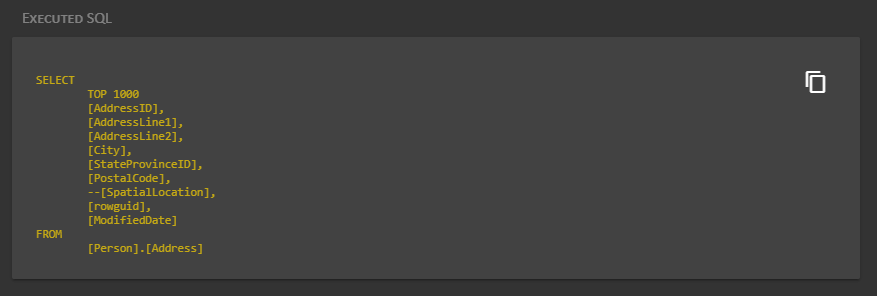 Executed SQL
SELECT
TOP 1000
[AddressID],
[AddressLine1],
[AddressLine2],
[City],
[StateProvinceID],
[PostalCode],
--[SpatialLocation],
[rowguid],
[ModifiedDate]
FROM
[Person].[Address]